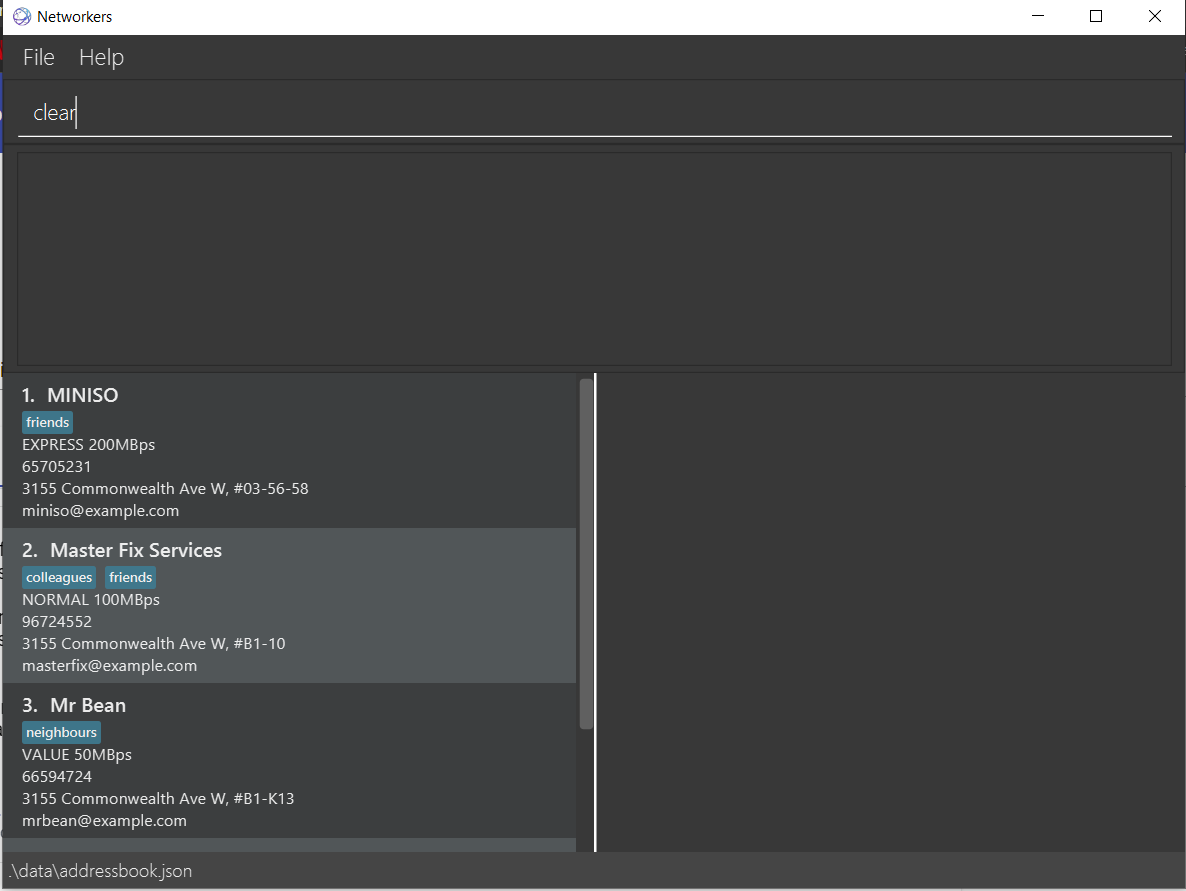 Networkers
File Help
clear
1. MINISO
friends
EXPRESS 200MBps
65705231
3155 Commonwealth Ave W, #03-56-58
miniso@example.com
2. Master Fix Services
colleagues friends
NORMAL 100MBps
96724552
3155 Commonwealth Ave W, #B1-10
masterfix@example.com
3. Mr Bean
neighbours
VALUE 50MBps
66594724
3155 Commonwealth Ave W, #B1-K13
mrbean@example.com
.\data\addressbook.json